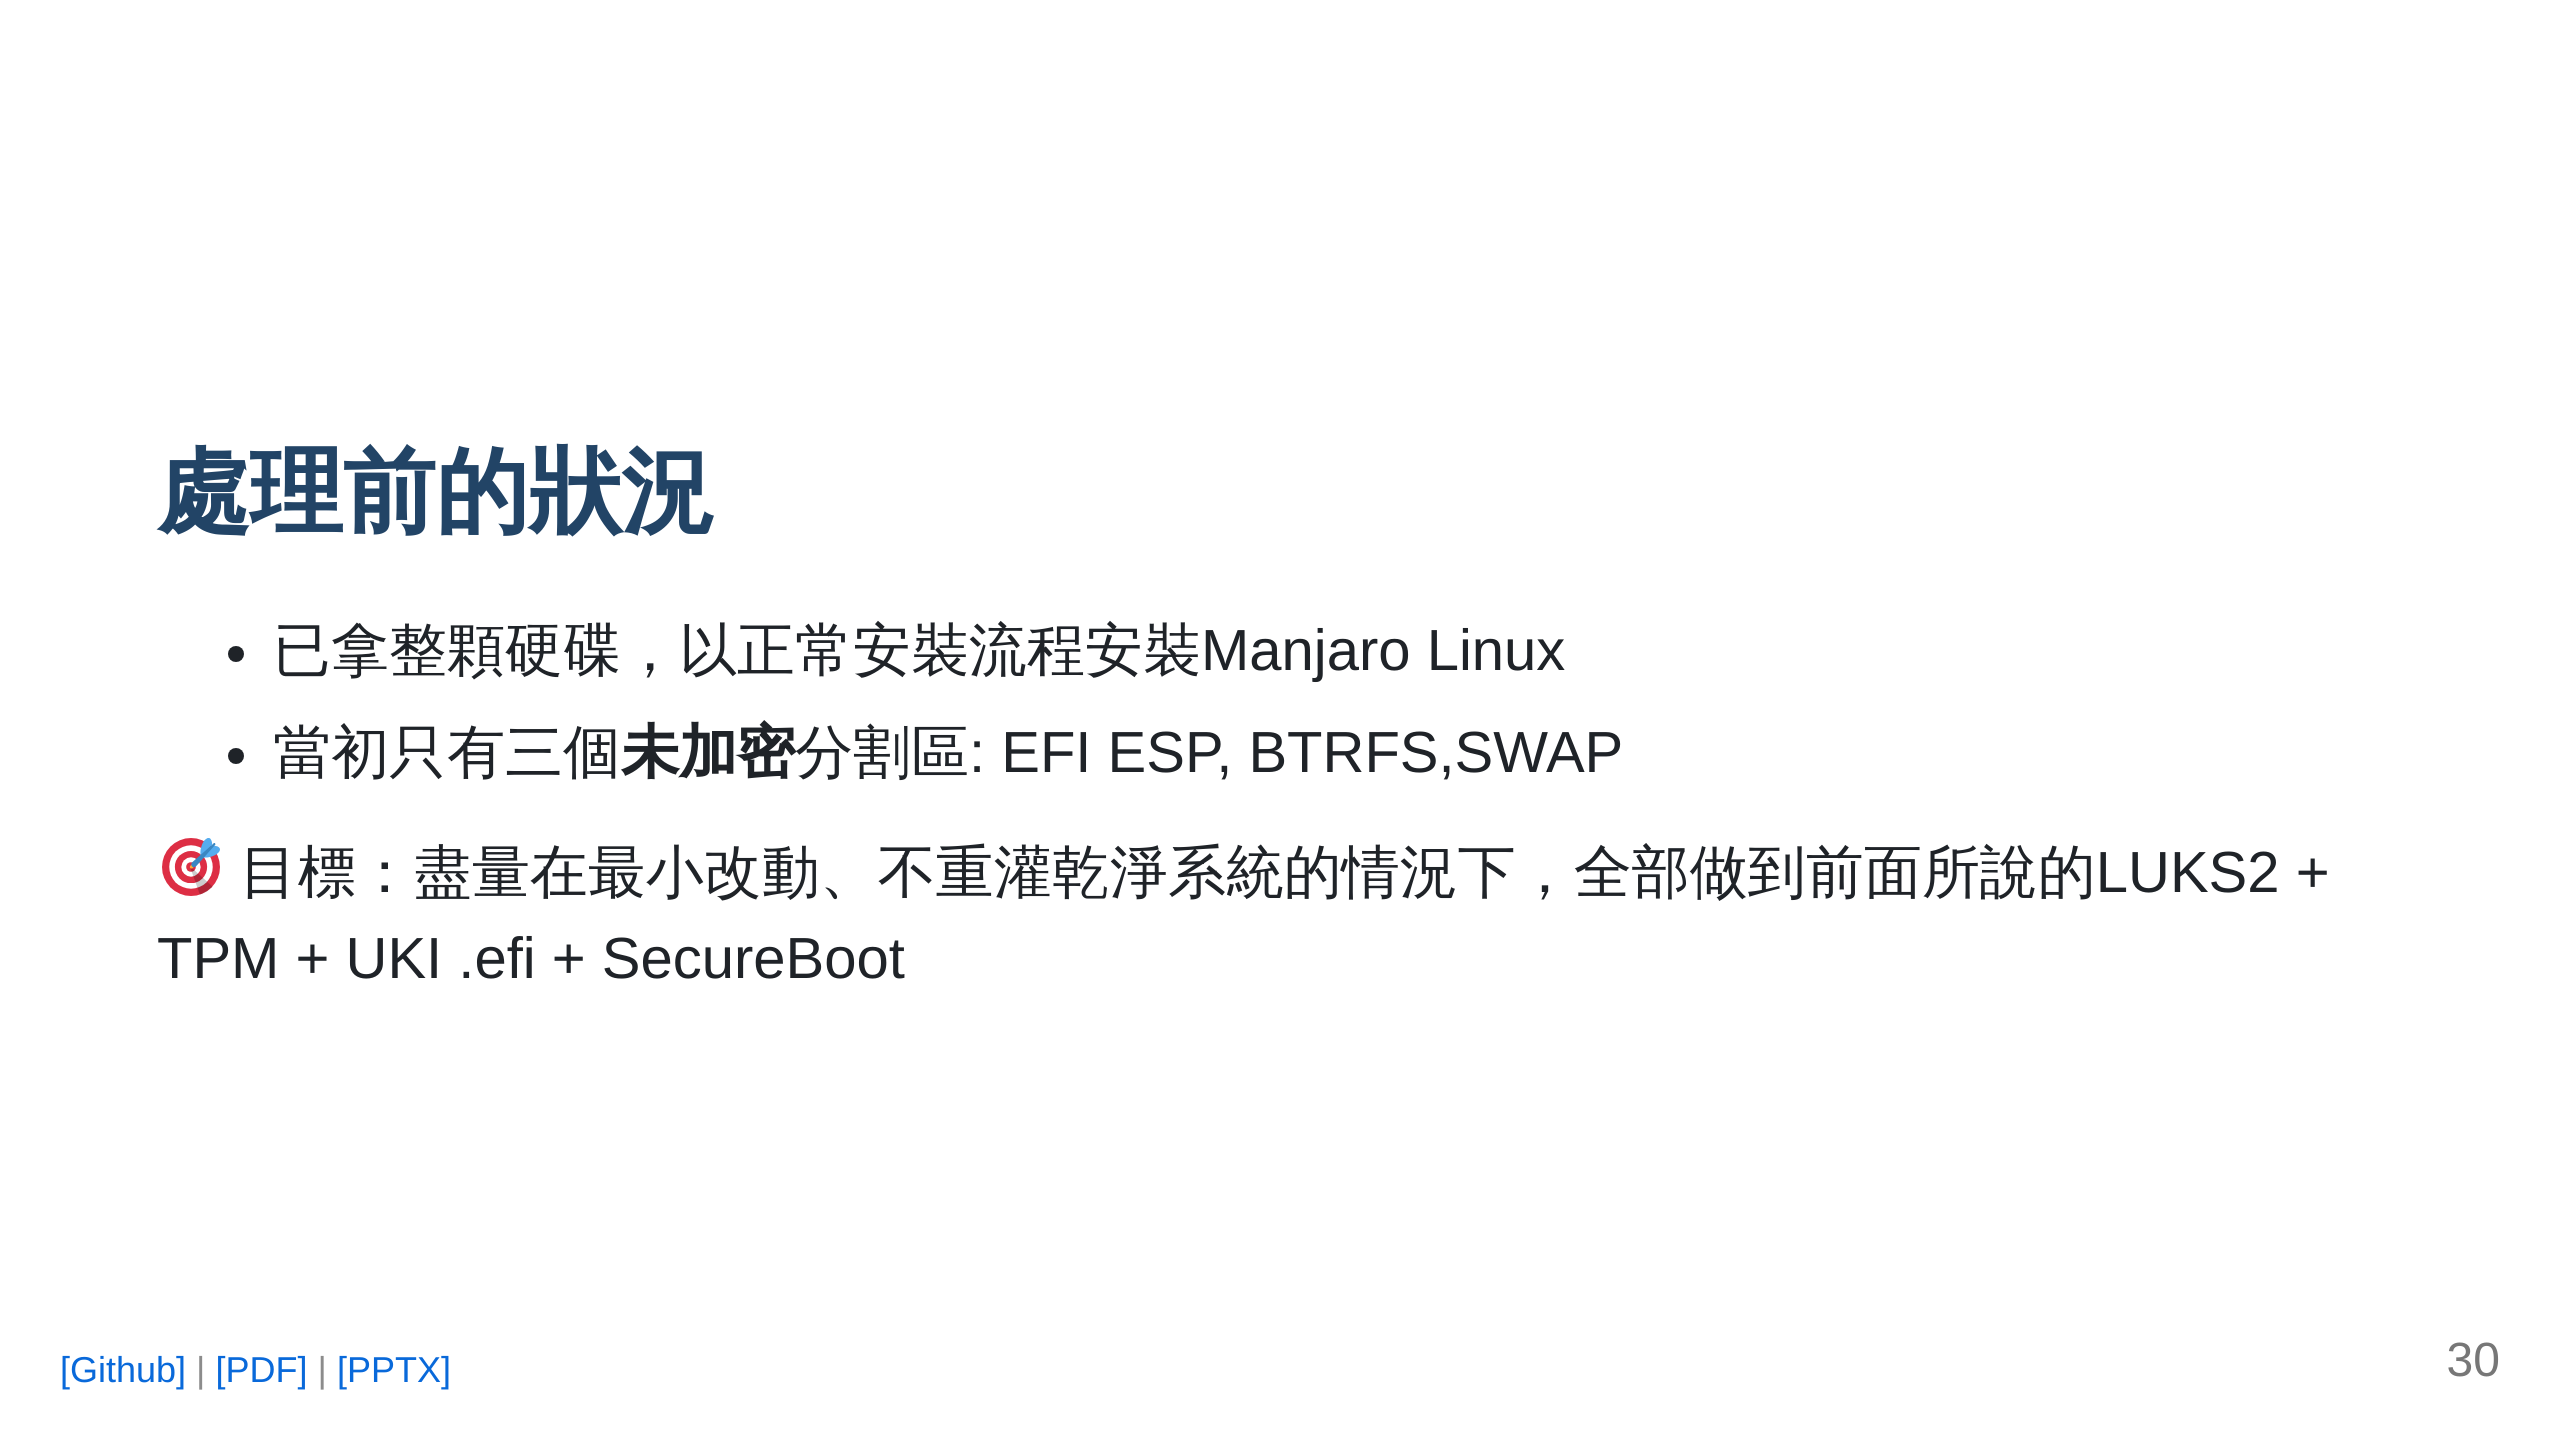 處理前的狀況
• 已拿整顆硬碟，以正常安裝流程安裝Manjaro Linux
• 當初只有三個未加密分割區: EFI ESP, BTRFS,SWAP
🎯 目標：盡量在最小改動、不重灌乾淨系統的情況下，全部做到前面所說的LUKS2 +
TPM + UKI .efi + SecureBoot
[Github] | [PDF] | [PPTX]
30